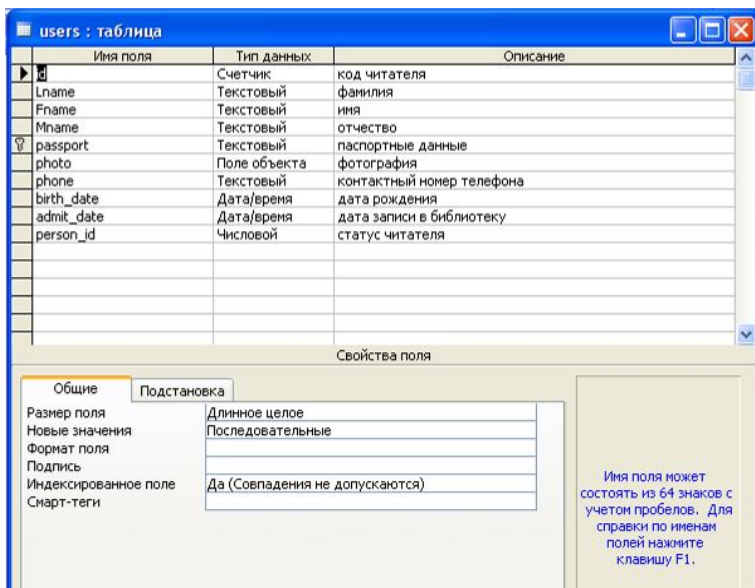 users : таблица
Имя поля Тип данных Описание
id Счетчик код читателя
Lname Текстовый фамилия
Fname Текстовый имя
Mname Текстовый отчество
passport Текстовый паспортные данные
photo Поле объекта фотография
phone Текстовый контактный номер телефона
birth_date Дата/время дата рождения
admit_date Дата/время дата записи в библиотеку
person_id Числовой статус читателя
Свойства поля
Общие Подстановка
Размер поля Длинное целое
Новые значения Последовательные
Формат поля
Подпись
Индексированное поле Да (Совпадения не допускаются)
Смарт-теги
Имя поля может
состоять из 64 знаков с
учетом пробелов. Для
справки по именам
полей нажмите
клавишу F1.